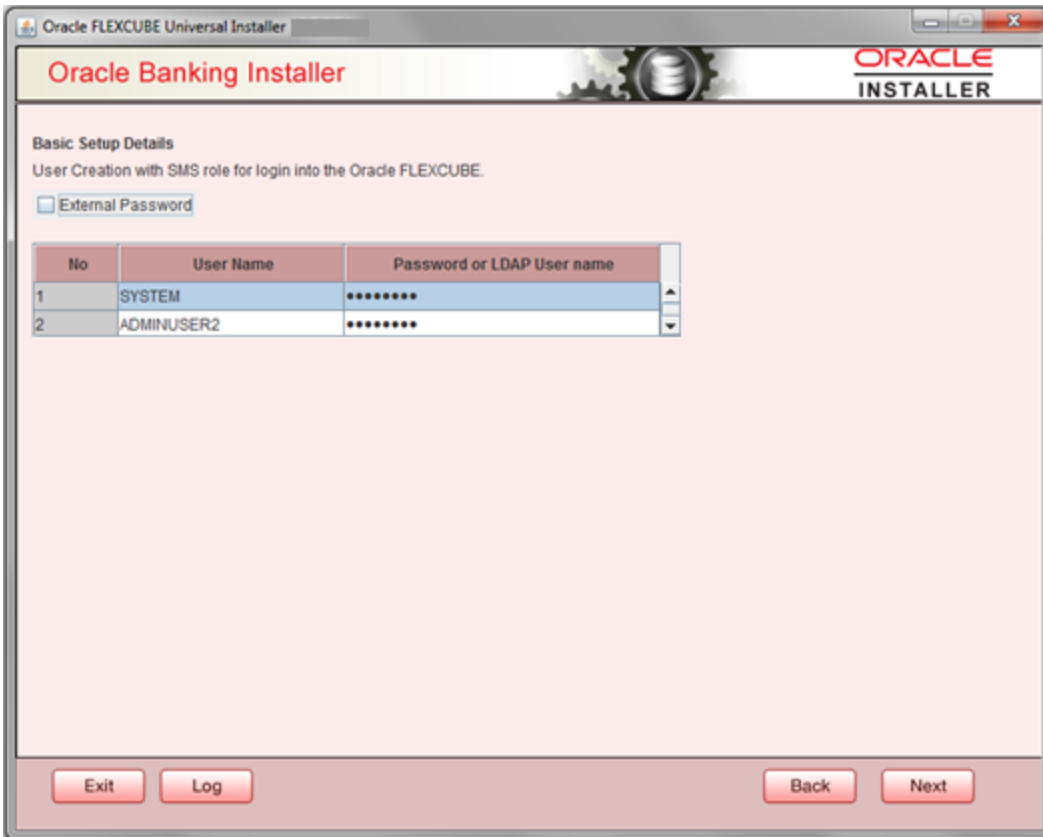 Oracle FLEXCUBE Universal Installer
Oracle Banking Installer
ORACLE
INSTALLER
Basic Setup Details
User Creation with SMS role for login into the Oracle FLEXCUBE.
External Password
No User Name Password or LDAP User name
1 SYSTEM ••••••••
2 ADMINUSER2 ••••••••
Exit Log Back Next